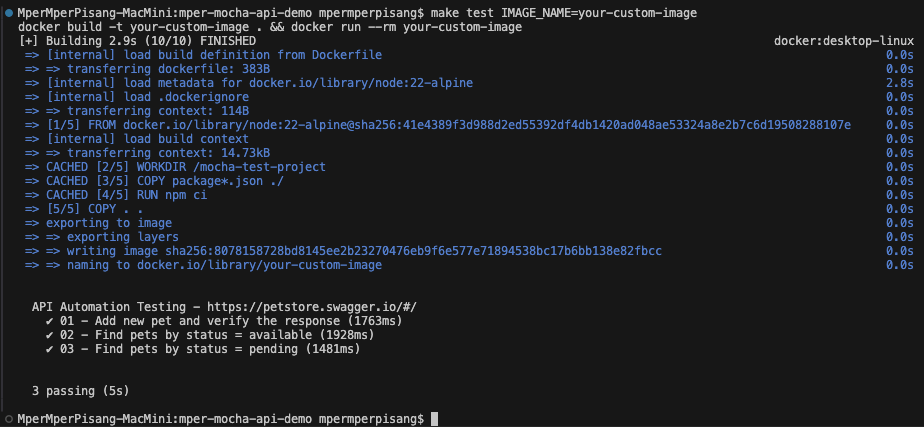 MperMperPisang-MacMini:mper-mocha-api-demo mpermperpisang$ make test IMAGE_NAME=your-custom-image
docker build -t your-custom-image . && docker run --rm your-custom-image
[+] Building 2.9s (10/10) FINISHED docker:desktop-linux
=> [internal] load build definition from Dockerfile 0.0s
=> => transferring dockerfile: 383B 0.0s
=> [internal] load metadata for docker.io/library/node:22-alpine 2.8s
=> [internal] load .dockerignore 0.0s
=> => transferring context: 114B 0.0s
=> [1/5] FROM docker.io/library/node:22-alpine@sha256:41e4389f3d988d2ed55392df4db1420ad048ae53324a8e2b7c6d19508288107e 0.0s
=> [internal] load build context 0.0s
=> => transferring context: 14.73kB 0.0s
=> CACHED [2/5] WORKDIR /mocha-test-project 0.0s
=> CACHED [3/5] COPY package*.json ./ 0.0s
=> CACHED [4/5] RUN npm ci 0.0s
=> [5/5] COPY . . 0.0s
=> exporting to image 0.0s
=> => exporting layers 0.0s
=> => writing image sha256:8078158728bd8145ee2b23270476eb9f6e577e71894538bc17b6bb138e82fbcc 0.0s
=> => naming to docker.io/library/your-custom-image 0.0s
API Automation Testing - https://petstore.swagger.io/#/
✔ 01 - Add new pet and verify the response (1763ms)
✔ 02 - Find pets by status = available (1928ms)
✔ 03 - Find pets by status = pending (1481ms)
3 passing (5s)
MperMperPisang-MacMini:mper-mocha-api-demo mpermperpisang$